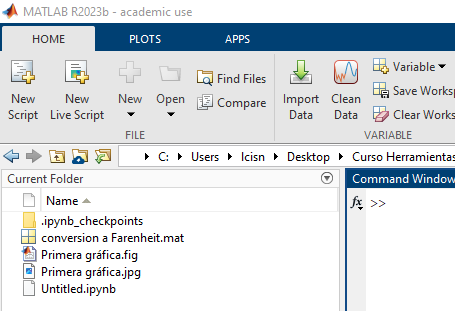 MATLAB R2023b - academic use
HOME PLOTS APPS
New Script
New Live Script
New
Open
Find Files
Compare
Import Data
Clean Data
Variable
Save Worksp
Clear Works
FILE
VARIABLE
C: Users lcisn Desktop Curso Herramientas
Current Folder
Command Window
Name
fx >>
.ipynb_checkpoints
conversion a Farenheit.mat
Primera gráfica.fig
Primera gráfica.jpg
Untitled.ipynb